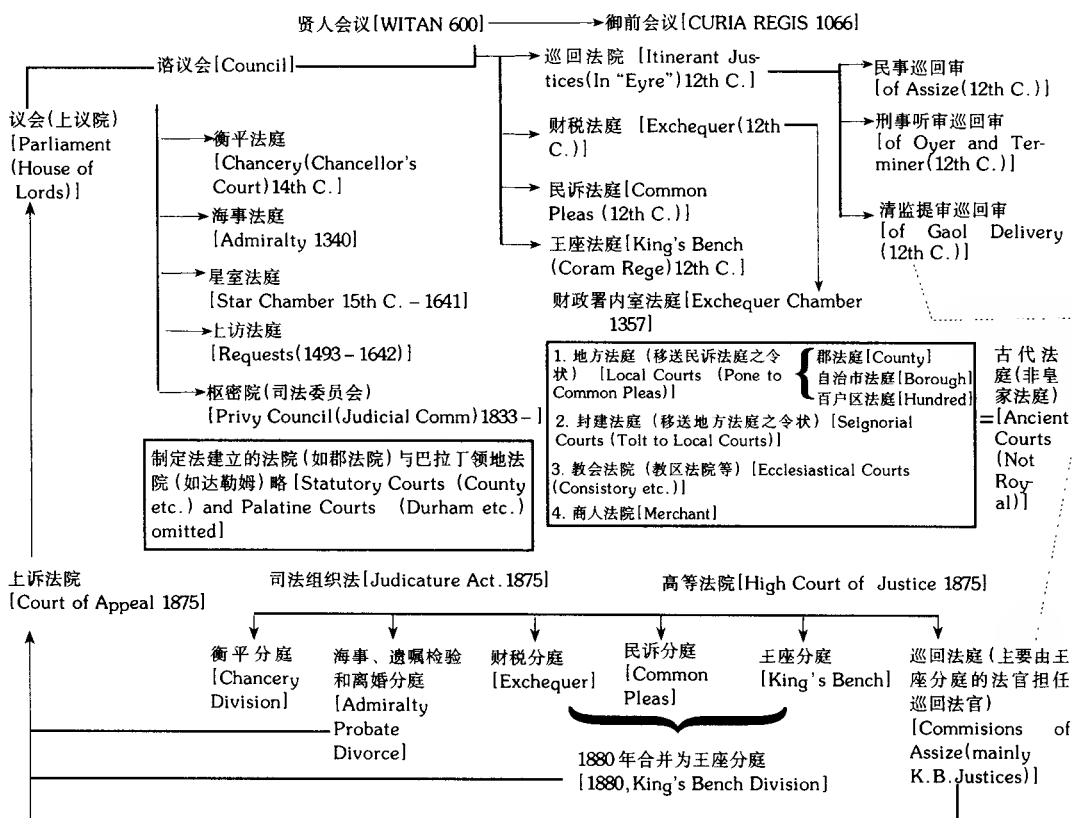 贤人会议[WITAN 600]
御前会议[CURIA REGIS 1066]
谘议会[Council]
议会(上议院)
[Parliament
(House of
Lords)]
衡平法庭
[Chancery(Chancellor's
Court)14th C.]
海事法庭
[Admiralty 1340]
星室法庭
[Star Chamber 15th C. - 1641]
上访法庭
[Requests(1493-1642)]
枢密院(司法委员会)
[Privy Council(Judicial Comm)1833-]
巡回法院 [Itinerant Jus-
tices(In “Eyre”)12th C.]
财税法庭 [Exchequer(12th
C.)]
民诉法庭[Common
Pleas (12th C.)]
王座法庭[King's Bench
(Coram Rege)12th C.]
财政署内室法庭[Exchequer Chamber
1357]
民事巡回审
[of Assize(12th C.)]
刑事听审巡回审
[of Oyer and Ter-
miner(12th C.)]
清监提审巡回审
[of Gaol Delivery
(12th C.)]
制定法建立的法院(如郡法院)与巴拉丁领地法
院(如达勒姆)略[Statutory Courts (County
etc.) and Palatine Courts (Durham etc.)
omitted]
1. 地方法庭 (移送民诉法庭之令
状) [Local Courts (Pone to
Common Pleas)]
郡法庭[County]
自治市法庭[Borough]
百户区法庭[Hundred]
2. 封建法庭 (移送地方法庭之令状) [Selgnorial
Courts (Tolt to Local Courts)]
3. 教会法院 (教区法院等) [Ecclesiastical Courts
(Consistory etc.)]
4. 商人法院[Merchant]
=
古代法
庭(非皇
家法庭)
[Ancient
Courts
(Not
Roy-
al)]
上诉法院
[Court of Appeal 1875]
司法组织法[Judicature Act. 1875]
高等法院[High Court of Justice 1875]
衡平分庭
[Chancery
Division]
海事、遗嘱检验
和离婚分庭
[Admiralty
Probate
Divorce]
财税分庭
[Exchequer]
民诉分庭
[Common
Pleas]
王座分庭
[King's Bench]
巡回法庭(主要由王
座分庭的法官担任
巡回法官)
[Commisions of
Assize(mainly
K.B.Justices)]
1880年合并为王座分庭
[1880,King's Bench Division]